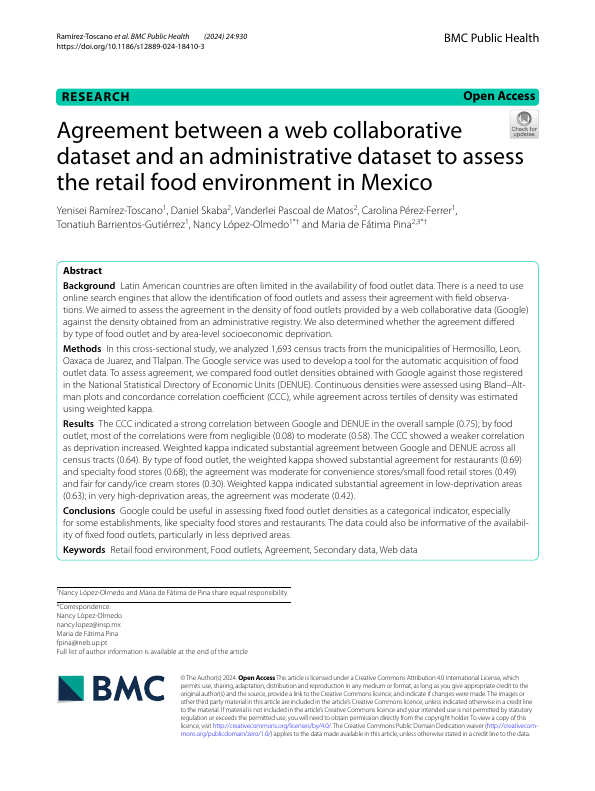 Ramírez-Toscano et al. BMC Public Health (2024) 24:930
https://doi.org/10.1186/s12889-024-18410-3
BMC Public Health
RESEARCH
Open Access
Check for
updates
Agreement between a web collaborative
dataset and an administrative dataset to assess
the retail food environment in Mexico
Yenisei Ramírez-Toscano1, Daniel Skaba2, Vanderlei Pascoal de Matos2, Carolina Pérez-Ferrer1,
Tonatiuh Barrientos-Gutiérrez1, Nancy López-Olmedo1*† and Maria de Fátima Pina2,3*†
Abstract
Background Latin American countries are often limited in the availability of food outlet data. There is a need to use
online search engines that allow the identification of food outlets and assess their agreement with field observa-
tions. We aimed to assess the agreement in the density of food outlets provided by a web collaborative data (Google)
against the density obtained from an administrative registry. We also determined whether the agreement differed
by type of food outlet and by area-level socioeconomic deprivation.
Methods In this cross-sectional study, we analyzed 1,693 census tracts from the municipalities of Hermosillo, Leon,
Oaxaca de Juarez, and Tlalpan. The Google service was used to develop a tool for the automatic acquisition of food
outlet data. To assess agreement, we compared food outlet densities obtained with Google against those registered
in the National Statistical Directory of Economic Units (DENUE). Continuous densities were assessed using Bland–Alt-
man plots and concordance correlation coefficient (CCC), while agreement across tertiles of density was estimated
using weighted kappa.
Results The CCC indicated a strong correlation between Google and DENUE in the overall sample (0.75); by food
outlet, most of the correlations were from negligible (0.08) to moderate (0.58). The CCC showed a weaker correlation
as deprivation increased. Weighted kappa indicated substantial agreement between Google and DENUE across all
census tracts (0.64). By type of food outlet, the weighted kappa showed substantial agreement for restaurants (0.69)
and specialty food stores (0.68); the agreement was moderate for convenience stores/small food retail stores (0.49)
and fair for candy/ice cream stores (0.30). Weighted kappa indicated substantial agreement in low-deprivation areas
(0.63); in very high-deprivation areas, the agreement was moderate (0.42).
Conclusions Google could be useful in assessing fixed food outlet densities as a categorical indicator, especially
for some establishments, like specialty food stores and restaurants. The data could also be informative of the availabil-
ity of fixed food outlets, particularly in less deprived areas.
Keywords Retail food environment, Food outlets, Agreement, Secondary data, Web data
†Nancy López-Olmedo and Maria de Fátima de Pina share equal responsibility.
*Correspondence:
Nancy López-Olmedo
nancy.lopez@insp.mx
Maria de Fátima Pina
fpina@ineb.up.pt
Full list of author information is available at the end of the article
BMC
© The Author(s) 2024. Open Access This article is licensed under a Creative Commons Attribution 4.0 International License, which
permits use, sharing, adaptation, distribution and reproduction in any medium or format, as long as you give appropriate credit to the
original author(s) and the source, provide a link to the Creative Commons licence, and indicate if changes were made. The images or
other third party material in this article are included in the article's Creative Commons licence, unless indicated otherwise in a credit line
to the material. If material is not included in the article's Creative Commons licence and your intended use is not permitted by statutory
regulation or exceeds the permitted use, you will need to obtain permission directly from the copyright holder. To view a copy of this
licence, visit http://creativecommons.org/licenses/by/4.0/. The Creative Commons Public Domain Dedication waiver (http://creativecom-
mons.org/publicdomain/zero/1.0/) applies to the data made available in this article, unless otherwise stated in a credit line to the data.